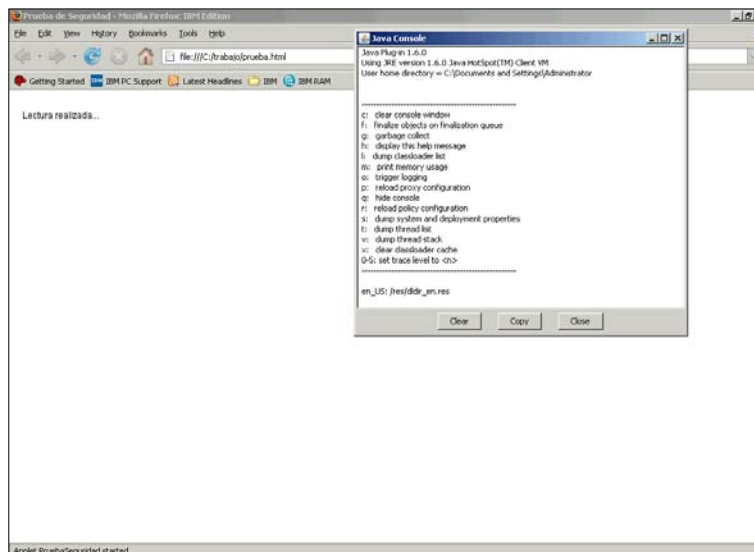 Prueba de Seguridad - Mozilla Firefox: IBM Edition
File Edit View History Bookmarks Tools Help
file:///C:/trabajo/prueba.html
Getting Started IBM PC Support Latest Headlines IBM IBM RAM
Lectura realizada...
Java Console
Java Plug-in 1.6.0
Using JRE version 1.6.0 Java HotSpot(TM) Client VM
User home directory = C:\Documents and Settings\Administrator
----------------------------------------------------
c: clear console window
f: finalize objects on finalization queue
g: garbage collect
h: display this help message
l: dump classloader list
m: print memory usage
o: trigger logging
p: reload proxy configuration
q: hide console
r: reload policy configuration
s: dump system and deployment properties
t: dump thread list
v: dump thread stack
x: clear classloader cache
0-5: set trace level to <n>
----------------------------------------------------
en_US: /res/dldlr_en.res
Clear Copy Close
Applet PruebaSeguridad started